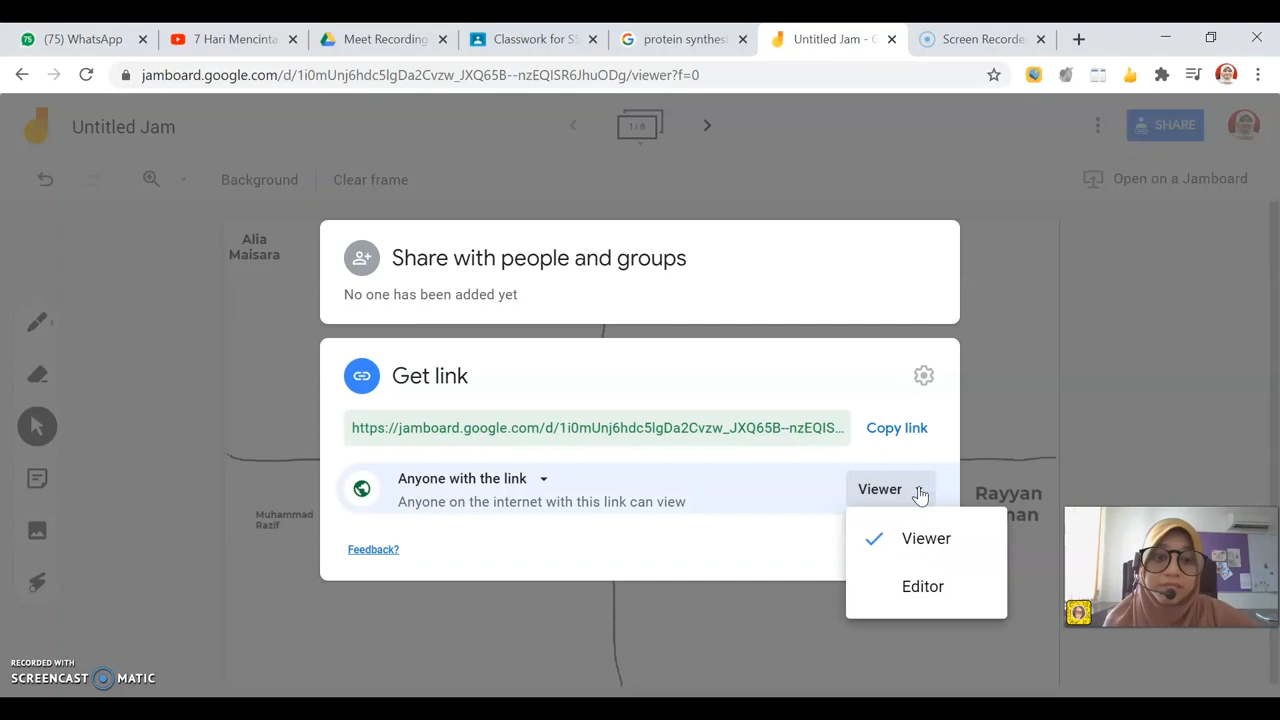 (75) WhatsApp
7 Hari Mencinta
Meet Recording
Classwork for S
protein synthes
Untitled Jam - G
Screen Recorde
jamboard.google.com/d/1i0mUnj6hdc5lgDa2Cvzw_JXQ65B--nzEQISR6JhuODg/viewer?f=0
Untitled Jam
1/8
SHARE
Background
Clear frame
Open on a Jamboard
Alia
Maisara
Share with people and groups
No one has been added yet
Get link
https://jamboard.google.com/d/1i0mUnj6hdc5lgDa2Cvzw_JXQ65B--nzEQIS...
Copy link
Anyone with the link
Anyone on the internet with this link can view
Viewer
Viewer
Editor
Feedback?
Muhammad
Razif
Rayyan
RECORDED WITH
SCREENCAST MATIC